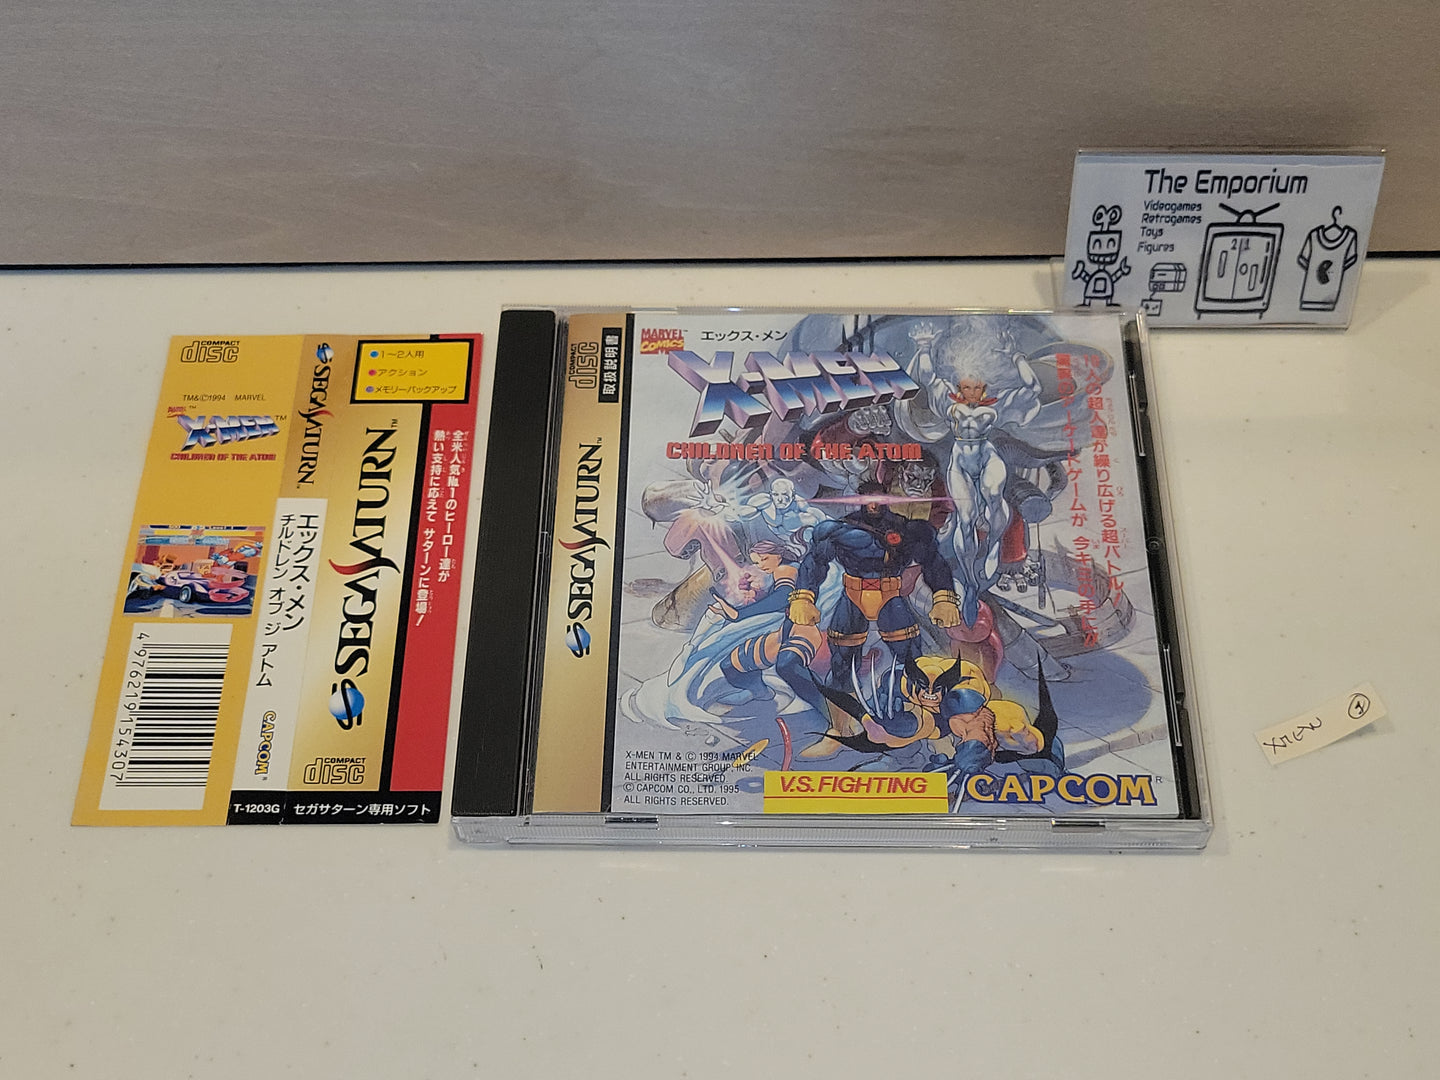 The Emporium
Videogames
Retrogames
Toys
Figures
COMPACT
disc
TM&©1994 MARVEL
MARVEL
X-MEN™
CHILDREN OF THE ATOM
4 976219 154307
SEGA SATURN™
エックス・メン
チルドレン オブ ジ アトム
CAPCOM
T-1203G
1〜2人用
アクション
メモリーバックアップ
SEGA SATURN™
COMPACT
disc
セガサターン専用ソフト
全米人気No.1のヒーロー達が
熱い支持に応えて サターンに登場!
COMPACT
disc
取扱説明書
SEGA SATURN™
MARVEL
COMICS
エックス・メン
X-MEN
CHILDREN OF THE ATOM
X-MEN TM & © 1994 MARVEL
ENTERTAINMENT GROUP, INC.
ALL RIGHTS RESERVED.
© CAPCOM CO., LTD. 1995
ALL RIGHTS RESERVED.
V.S. FIGHTING
CAPCOM®